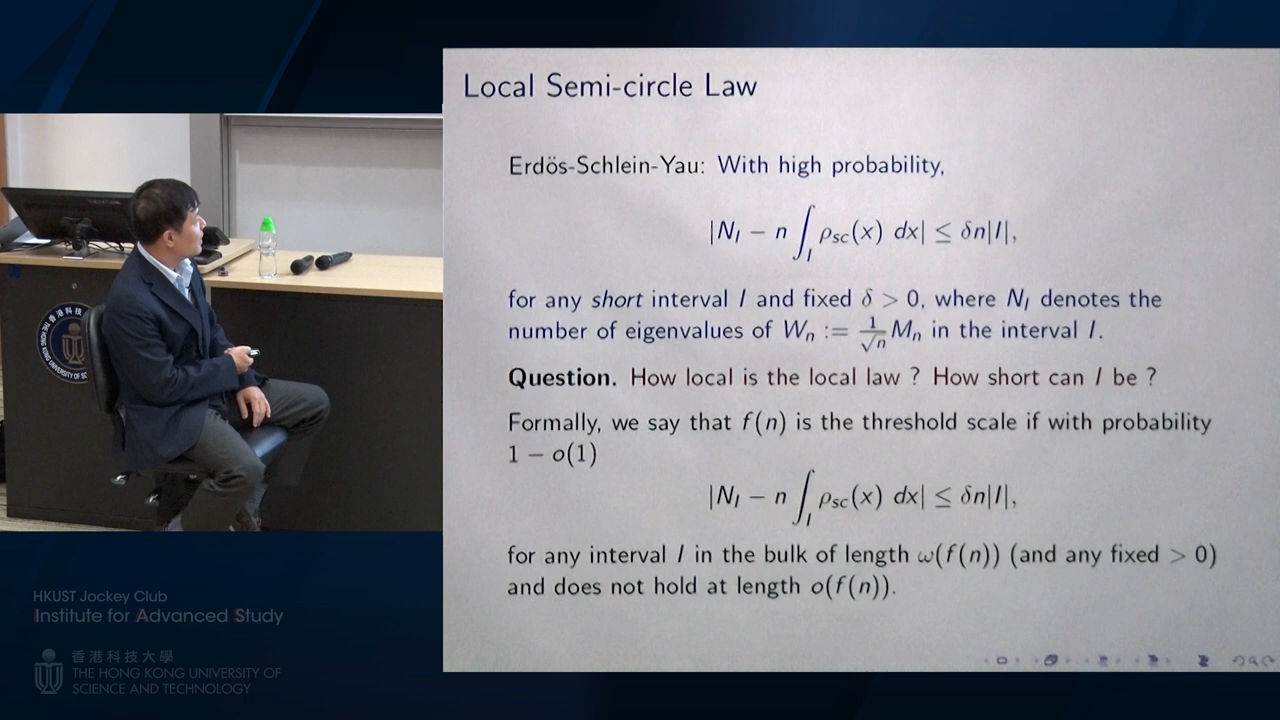 Local Semi-circle Law
Erdös-Schlein-Yau: With high probability,
|N_I − n ∫_I ρ_sc(x) dx| ≤ δn|I|,
for any short interval I and fixed δ > 0, where N_I denotes the
number of eigenvalues of W_n := 1/√n M_n in the interval I.
Question. How local is the local law ? How short can I be ?
Formally, we say that f(n) is the threshold scale if with probability
1 − o(1)
|N_I − n ∫_I ρ_sc(x) dx| ≤ δn|I|,
for any interval I in the bulk of length ω(f(n)) (and any fixed > 0)
and does not hold at length o(f(n)).
HKUST Jockey Club
Institute for Advanced Study
香港科技大學
THE HONG KONG UNIVERSITY OF
SCIENCE AND TECHNOLOGY